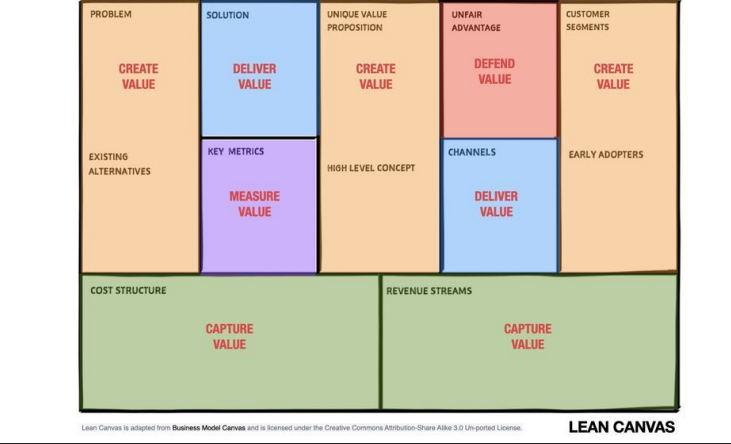 PROBLEM
CREATE
VALUE
EXISTING
ALTERNATIVES
SOLUTION
DELIVER
VALUE
KEY METRICS
MEASURE
VALUE
UNIQUE VALUE
PROPOSITION
CREATE
VALUE
HIGH LEVEL CONCEPT
UNFAIR
ADVANTAGE
DEFEND
VALUE
CHANNELS
DELIVER
VALUE
CUSTOMER
SEGMENTS
CREATE
VALUE
EARLY ADOPTERS
COST STRUCTURE
CAPTURE
VALUE
REVENUE STREAMS
CAPTURE
VALUE
Lean Canvas is adapted from Business Model Canvas and is licensed under the Creative Commons Attribution-Share Alike 3.0 Un-ported License.
LEAN CANVAS